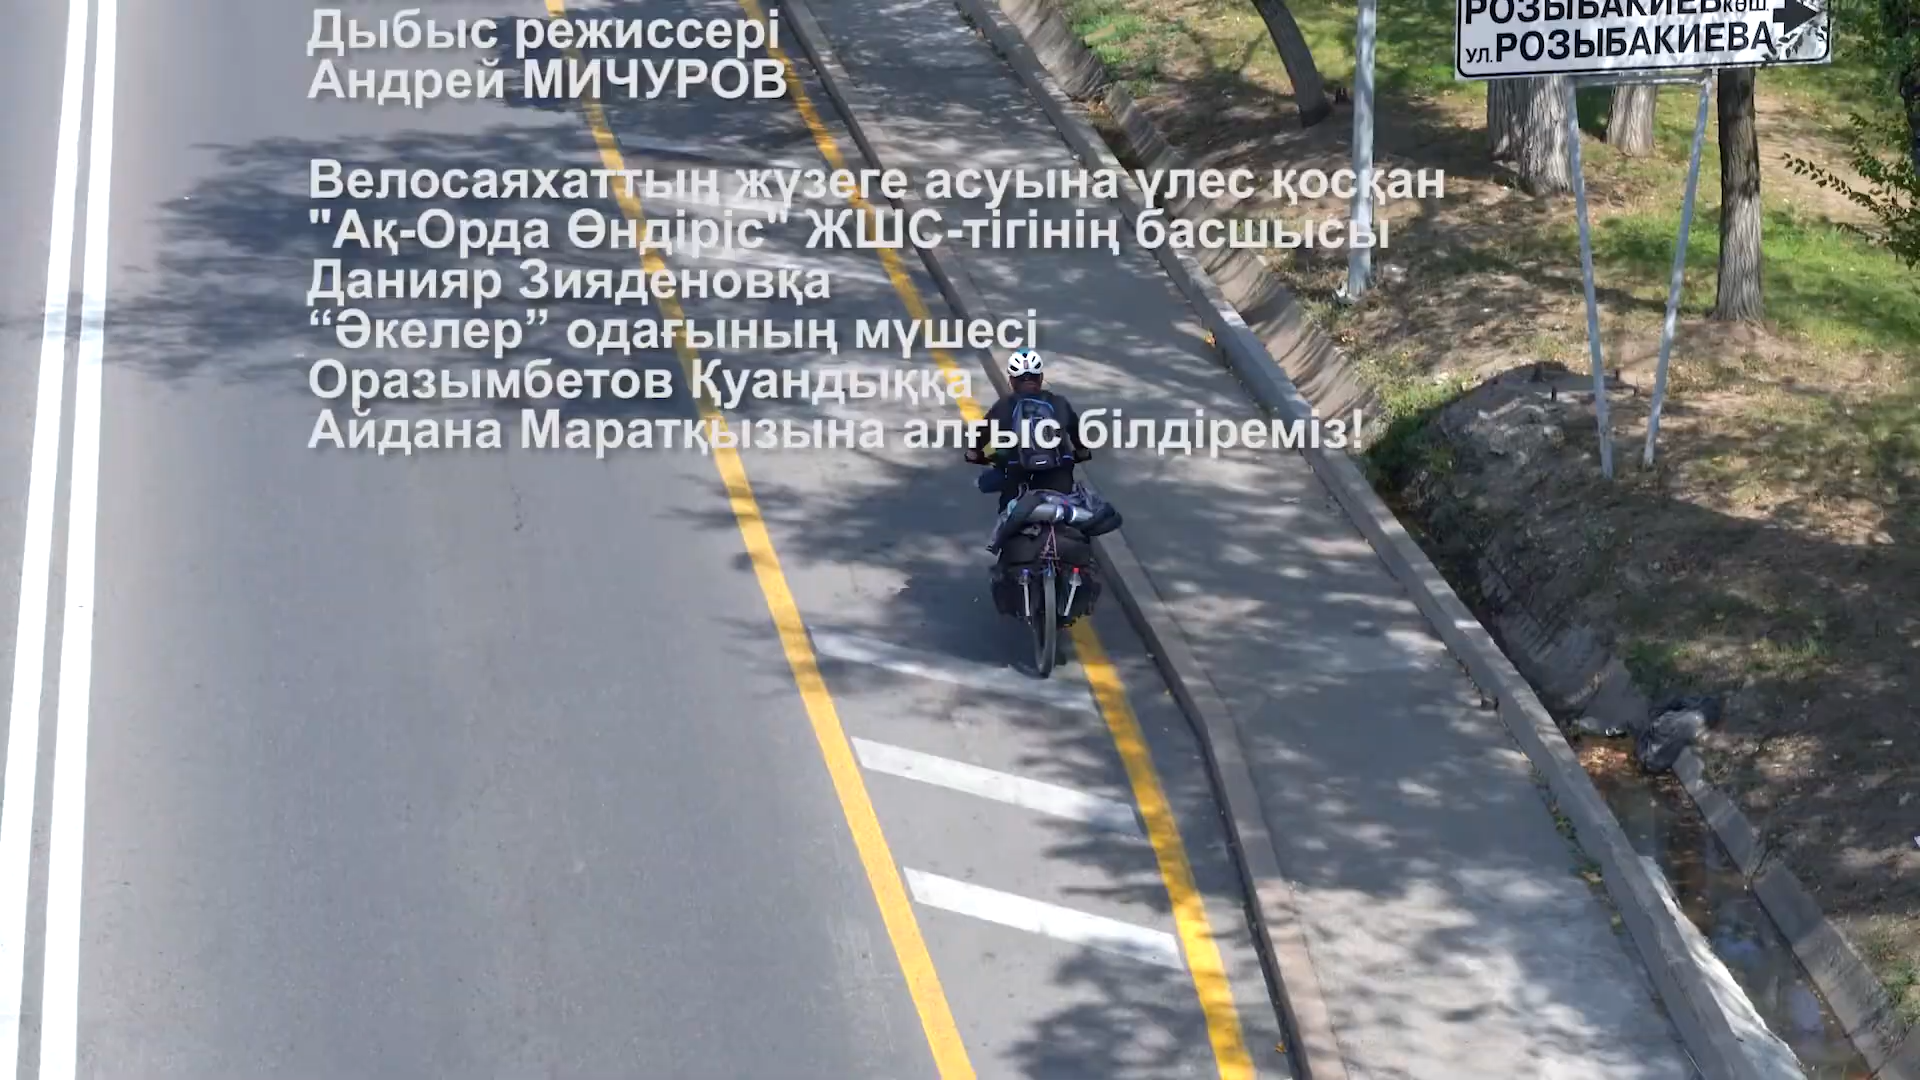 Дыбыс режиссері
Андрей МИЧУРОВ
Велосаяхаттың жүзеге асуына үлес қосқан
"Ақ-Орда Өндіріс" ЖШС-тігінің басшысы
Данияр Зияденовқа
“Әкелер” одағының мүшесі
Оразымбетов Қуандыққа
Айдана Маратқызына алғыс білдіреміз!
РОЗЫБАКИЕВ көш.
ул. РОЗЫБАКИЕВА